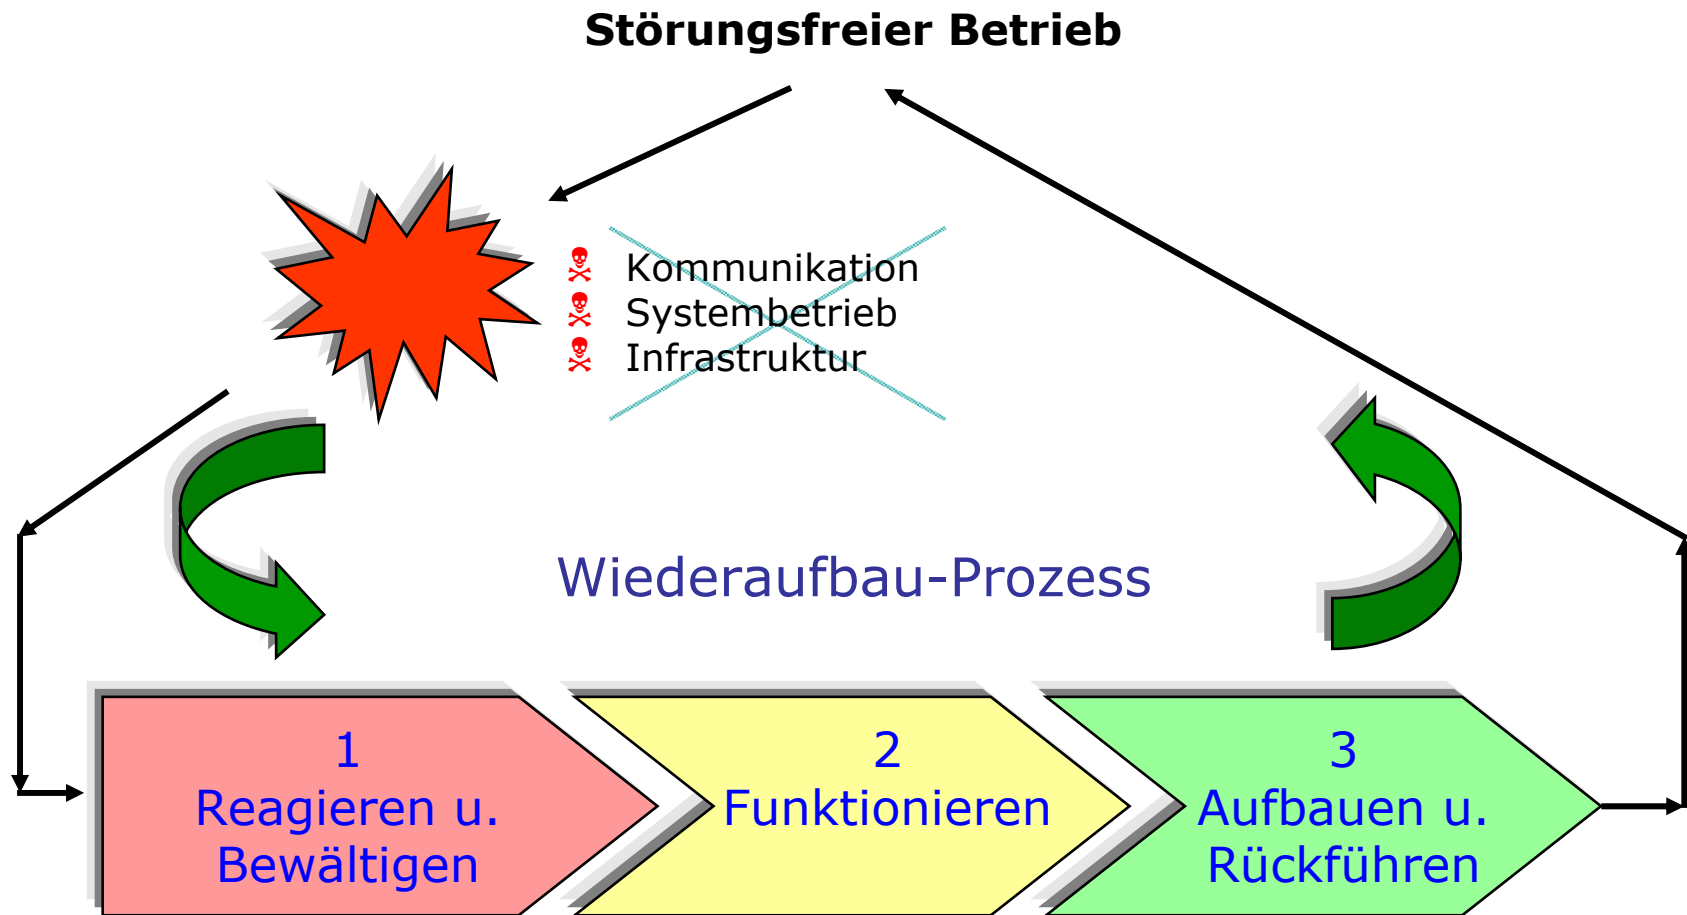 Störungsfreier Betrieb
Kommunikation
Systembetrieb
Infrastruktur
Wiederaufbau-Prozess
1
Reagieren u.
Bewältigen
2
Funktionieren
3
Aufbauen u.
Rückführen